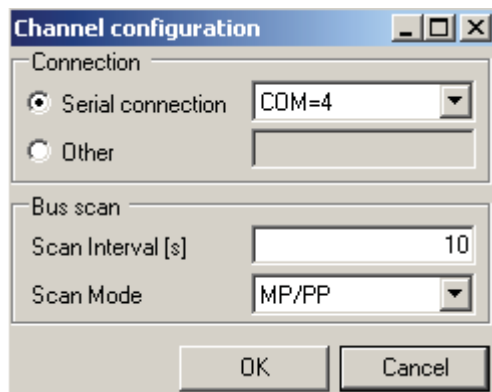 Channel configuration
Connection
Serial connection COM=4
Other
Bus scan
Scan Interval [s] 10
Scan Mode MP/PP
OK Cancel